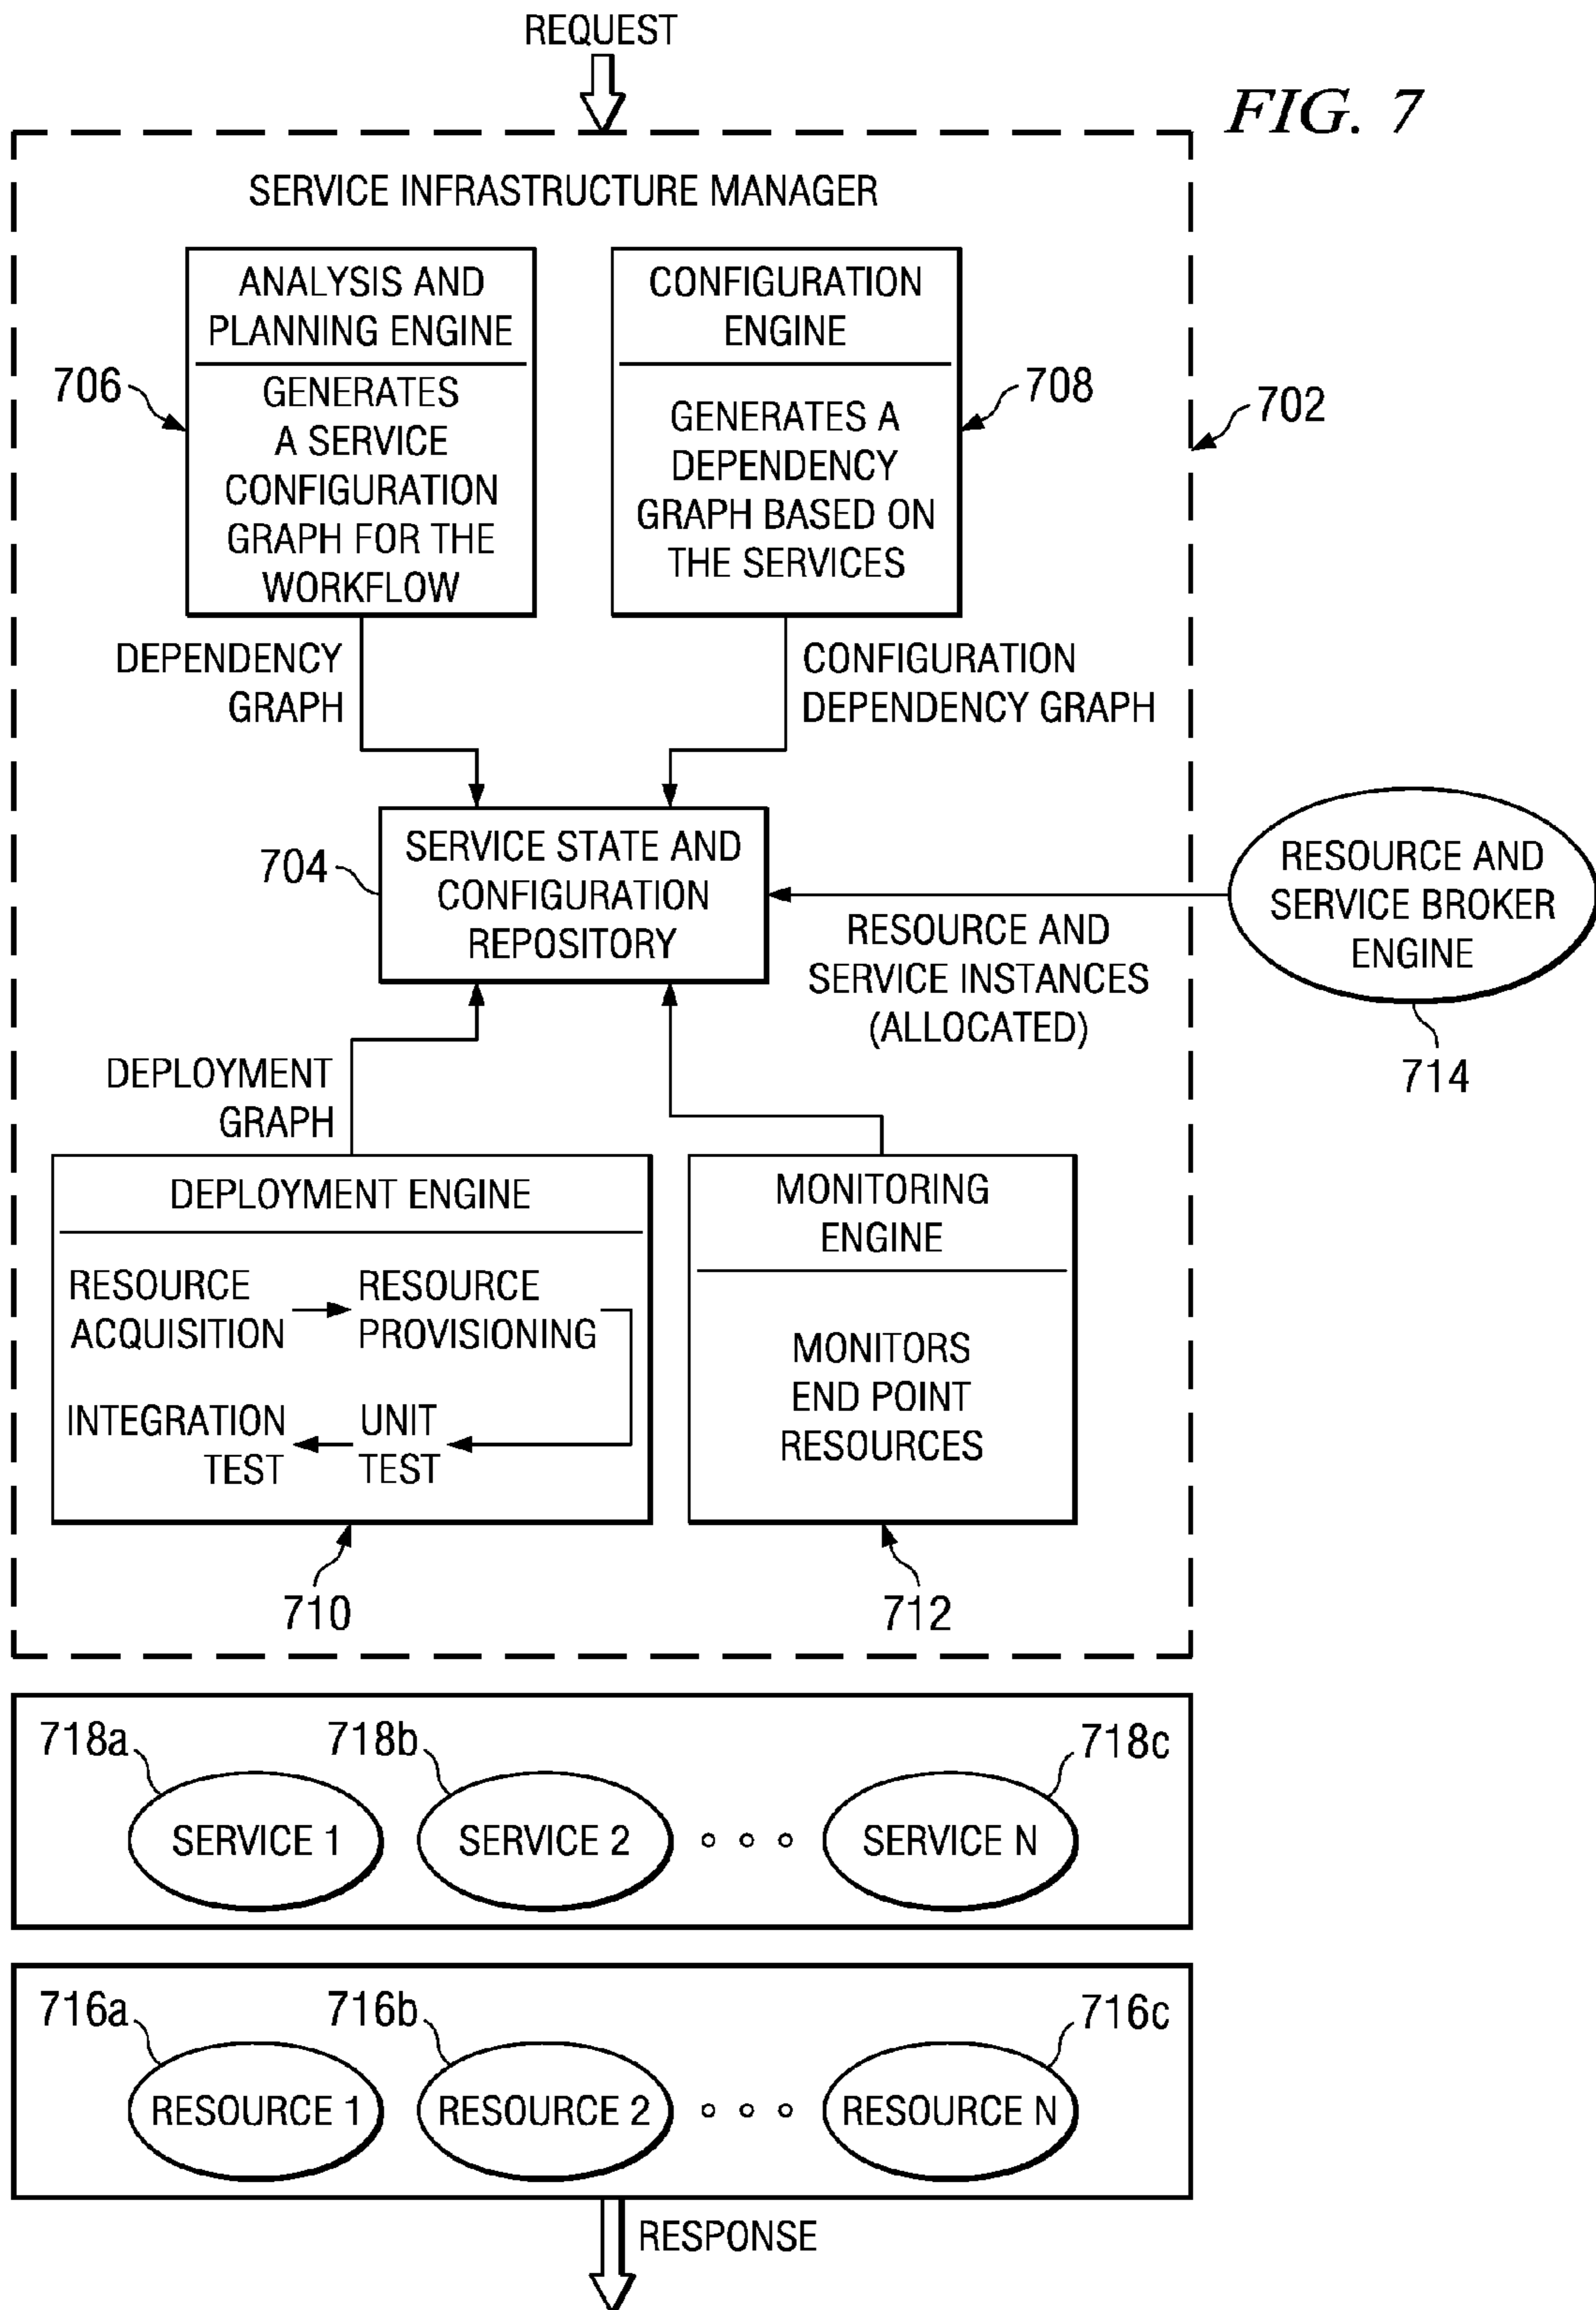 REQUEST
FIG. 7
SERVICE INFRASTRUCTURE MANAGER
ANALYSIS AND
PLANNING ENGINE
GENERATES
A SERVICE
CONFIGURATION
GRAPH FOR THE
WORKFLOW
706
CONFIGURATION
ENGINE
GENERATES A
DEPENDENCY
GRAPH BASED ON
THE SERVICES
708
702
DEPENDENCY
GRAPH
CONFIGURATION
DEPENDENCY GRAPH
704
SERVICE STATE AND
CONFIGURATION
REPOSITORY
RESOURCE AND
SERVICE INSTANCES
(ALLOCATED)
RESOURCE AND
SERVICE BROKER
ENGINE
714
DEPLOYMENT
GRAPH
DEPLOYMENT ENGINE
RESOURCE
ACQUISITION
RESOURCE
PROVISIONING
INTEGRATION
TEST
UNIT
TEST
710
MONITORING
ENGINE
MONITORS
END POINT
RESOURCES
712
718a
718b
718c
SERVICE 1
SERVICE 2
SERVICE N
716a
716b
716c
RESOURCE 1
RESOURCE 2
RESOURCE N
RESPONSE